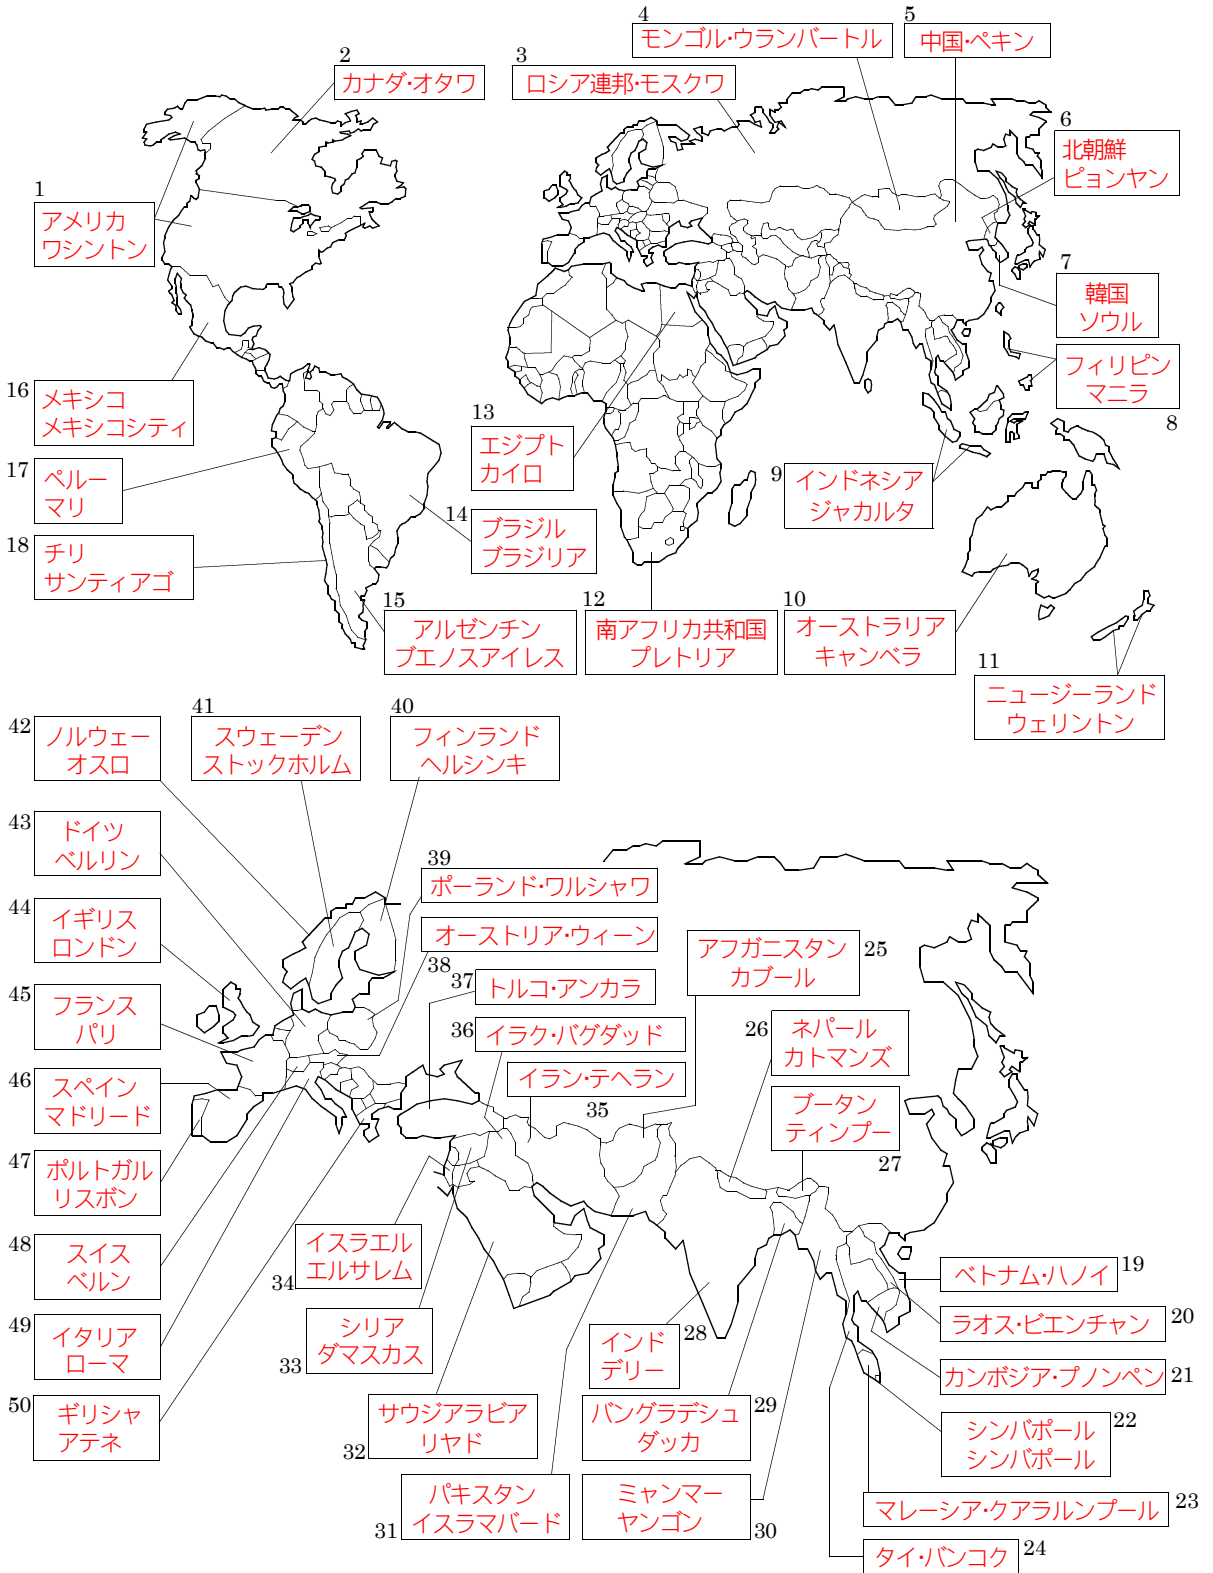 1
アメリカ
ワシントン
2
カナダ・オタワ
3
ロシア連邦・モスクワ
4
モンゴル・ウランバートル
5
中国・ペキン
6
北朝鮮
ピョンヤン
7
韓国
ソウル
フィリピン
マニラ
8
9
インドネシア
ジャカルタ
10
オーストラリア
キャンベラ
11
ニュージーランド
ウェリントン
12
南アフリカ共和国
プレトリア
13
エジプト
カイロ
14
ブラジル
ブラジリア
15
アルゼンチン
ブエノスアイレス
16
メキシコ
メキシコシティ
17
ペルー
マリ
18
チリ
サンティアゴ
ベトナム・ハノイ 19
ラオス・ビエンチャン 20
カンボジア・プノンペン 21
シンバポール 22
シンバポール
マレーシア・クアラルンプール 23
タイ・バンコク 24
アフガニスタン 25
カブール
26 ネパール
カトマンズ
ブータン
ティンプー
27
インド 28
デリー
バングラデシュ 29
ダッカ
ミャンマー
ヤンゴン 30
パキスタン
31 イスラマバード
サウジアラビア
リヤド
32
シリア
33 ダマスカス
イスラエル
34 エルサレム
イラン・テヘラン
35
36 イラク・バグダッド
37 トルコ・アンカラ
オーストリア・ウィーン
38
39
ポーランド・ワルシャワ
40
フィンランド
ヘルシンキ
41
スウェーデン
ストックホルム
42 ノルウェー
オスロ
43 ドイツ
ベルリン
44 イギリス
ロンドン
45 フランス
パリ
46 スペイン
マドリード
47 ポルトガル
リスボン
48 スイス
ベルン
49 イタリア
ローマ
50 ギリシャ
アテネ